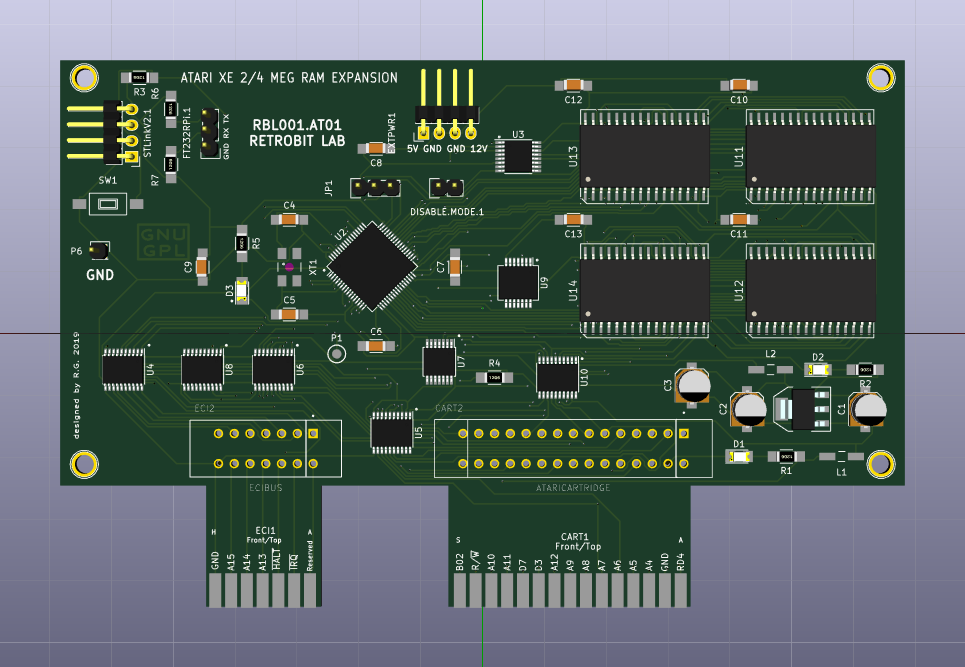 ATARI XE 2/4 MEG RAM EXPANSION
RBL001.AT01
RETROBIT LAB
R3
R6
STLinkV2.1
FT232RPI.1
GND RX TX
R7
SW1
P6
GND
GNU
GPL
EXTPWR1
5V GND GND 12V
C8
U3
JP1
DISABLE.MODE.1
C12
C10
U13
U11
C13
C11
U14
U12
C4
U2
R5
XT1
C9
D3
C5
C7
U9
C6
P1
U4
U8
U6
U7
R4
U10
U5
C3
L2
D2
R2
C2
C1
D1
R1
L1
designed by R.G. 2019
ECI2
CART2
ECIBUS
ATARICARTRIDGE
H
ECI1
A
Front/Top
GND
A15
A14
A13
HALT
IRQ
Reserved
S
CART1
A
Front/Top
B02
R/W
A10
A11
D7
D3
A12
A9
A8
A7
A6
A5
A4
GND
RD4